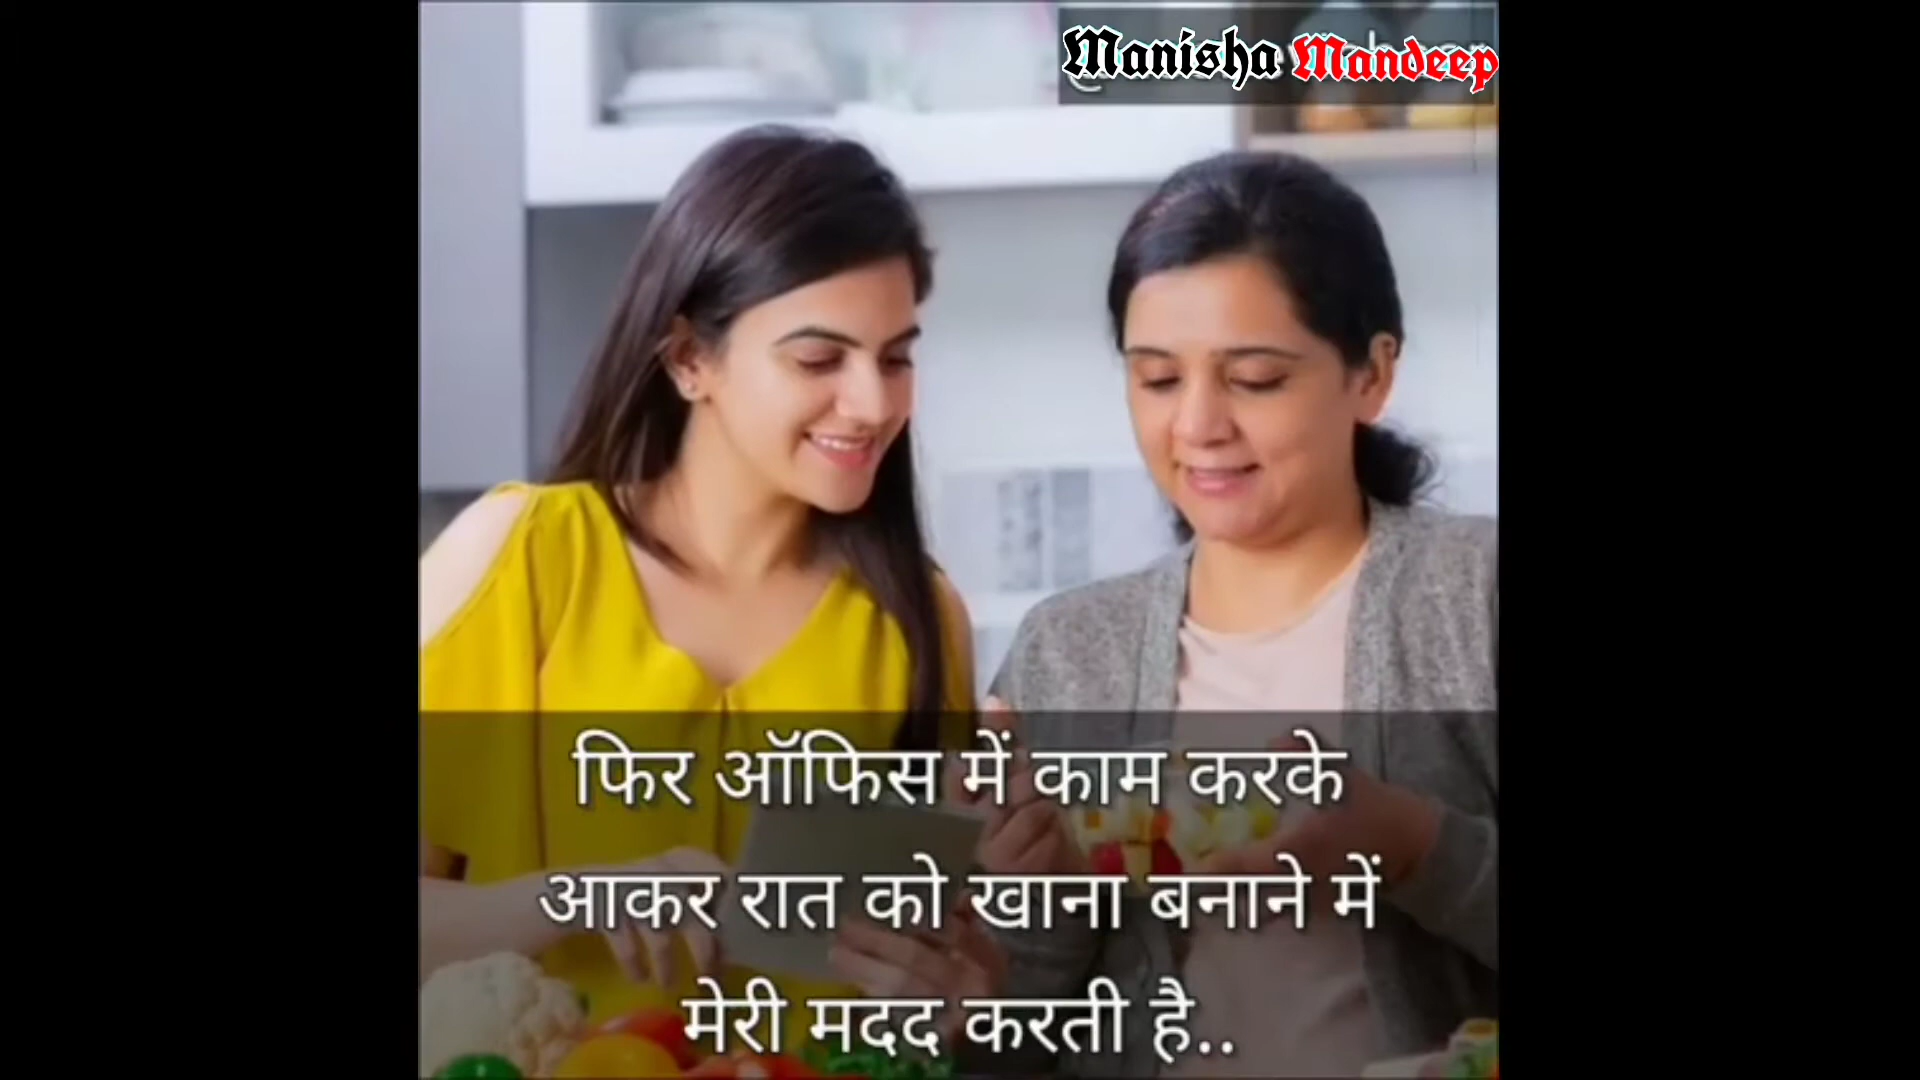 Manisha Mandeep
फिर ऑफिस में काम करके
आकर रात को खाना बनाने में
मेरी मदद करती है..